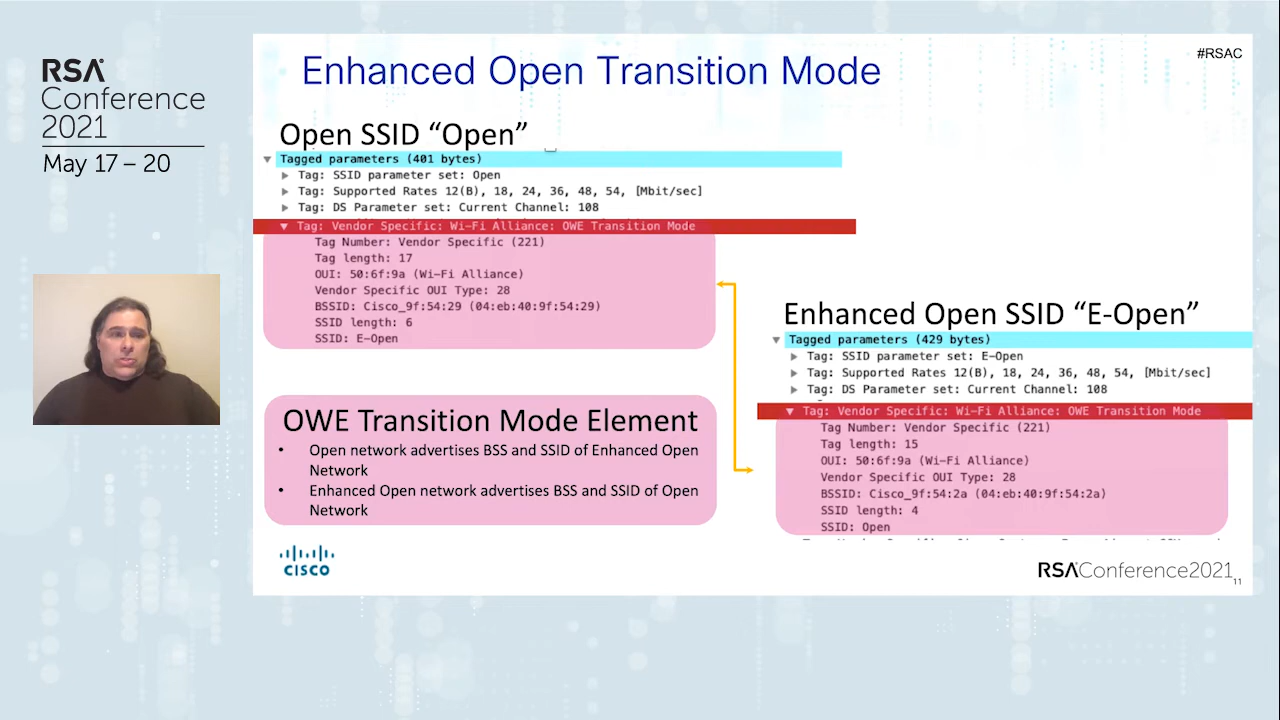 RSA
Conference
2021
May 17 – 20
#RSAC
Enhanced Open Transition Mode
Open SSID “Open”
Tagged parameters (401 bytes)
Tag: SSID parameter set: Open
Tag: Supported Rates 12(B), 18, 24, 36, 48, 54, [Mbit/sec]
Tag: DS Parameter set: Current Channel: 108
Tag: Vendor Specific: Wi-Fi Alliance: OWE Transition Mode
Tag Number: Vendor Specific (221)
Tag length: 17
OUI: 50:6f:9a (Wi-Fi Alliance)
Vendor Specific OUI Type: 28
BSSID: Cisco_9f:54:29 (04:eb:40:9f:54:29)
SSID length: 6
SSID: E-Open
Enhanced Open SSID “E-Open”
Tagged parameters (429 bytes)
Tag: SSID parameter set: E-Open
Tag: Supported Rates 12(B), 18, 24, 36, 48, 54, [Mbit/sec]
Tag: DS Parameter set: Current Channel: 108
Tag: Vendor Specific: Wi-Fi Alliance: OWE Transition Mode
Tag Number: Vendor Specific (221)
Tag length: 15
OUI: 50:6f:9a (Wi-Fi Alliance)
Vendor Specific OUI Type: 28
BSSID: Cisco_9f:54:2a (04:eb:40:9f:54:2a)
SSID length: 4
SSID: Open
OWE Transition Mode Element
• Open network advertises BSS and SSID of Enhanced Open
Network
• Enhanced Open network advertises BSS and SSID of Open
Network
CISCO
RSAConference2021
11